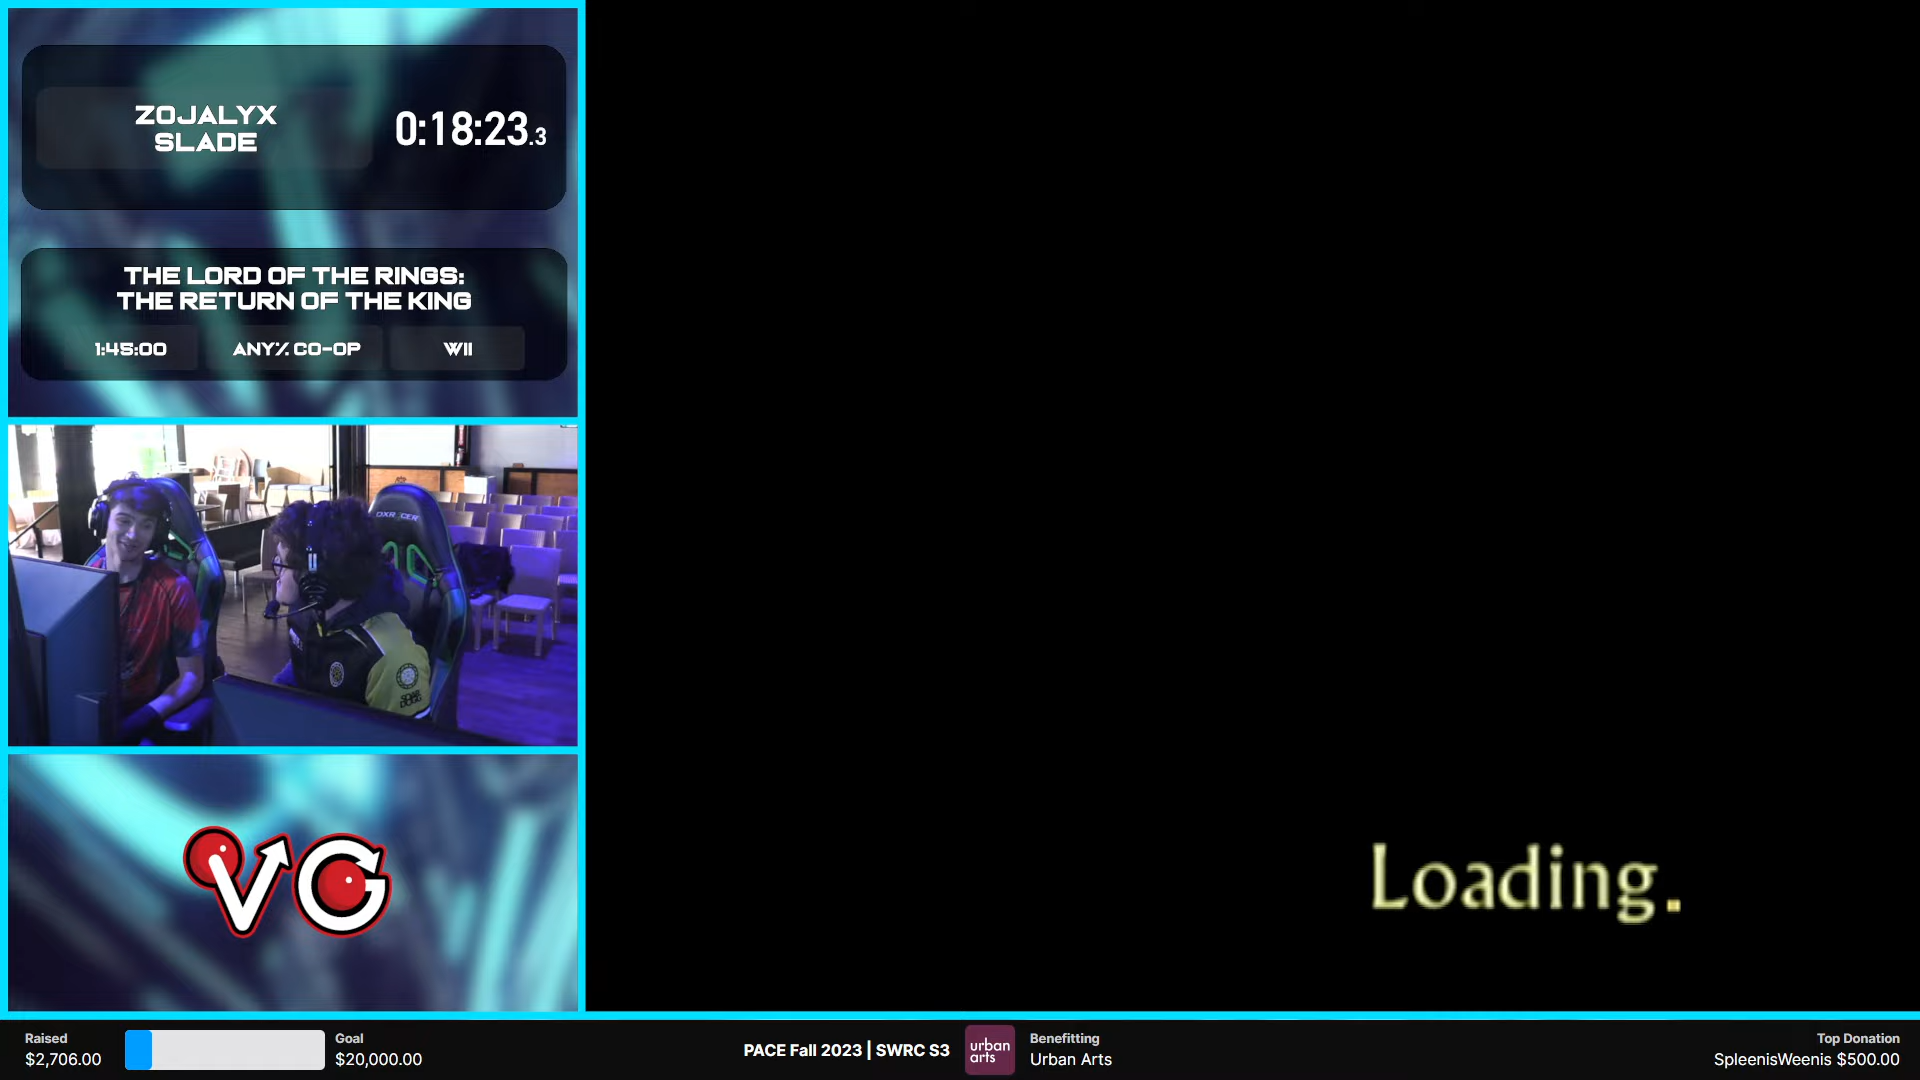 ZOJALYX
SLADE
0:18:23.3
THE LORD OF THE RINGS:
THE RETURN OF THE KING
1:45:00
ANY% CO-OP
WII
DXRACER
VG
Loading.
Raised
$2,706.00
Goal
$20,000.00
PACE Fall 2023 | SWRC S3
urban
arts
Benefitting
Urban Arts
Top Donation
SpleenisWeenis $500.00